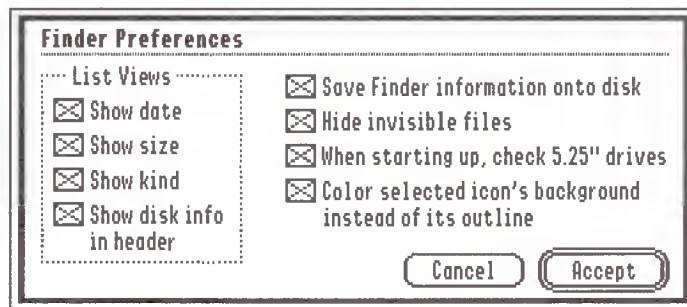 Finder Preferences
List Views
Show date
Show size
Show kind
Show disk info
in header
Save Finder information onto disk
Hide invisible files
When starting up, check 5.25" drives
Color selected icon's background
instead of its outline
Cancel
Accept